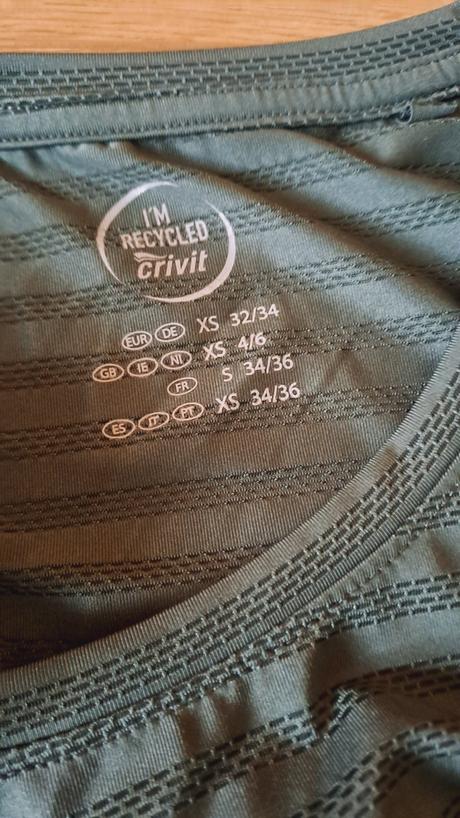 I'M
RECYCLED
crivit
EUR DE XS 32/34
GB IE NI XS 4/6
FR S 34/36
ES IT PT XS 34/36